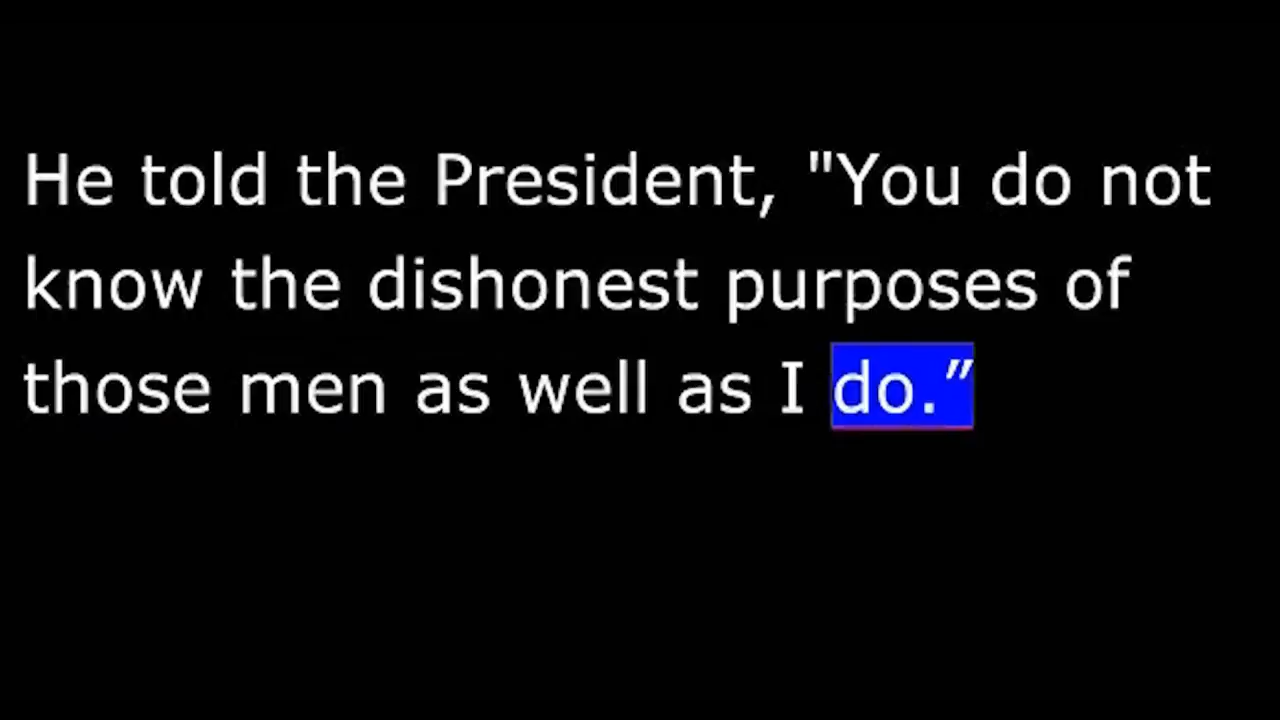 He told the President, "You do not
know the dishonest purposes of
those men as well as I do.”